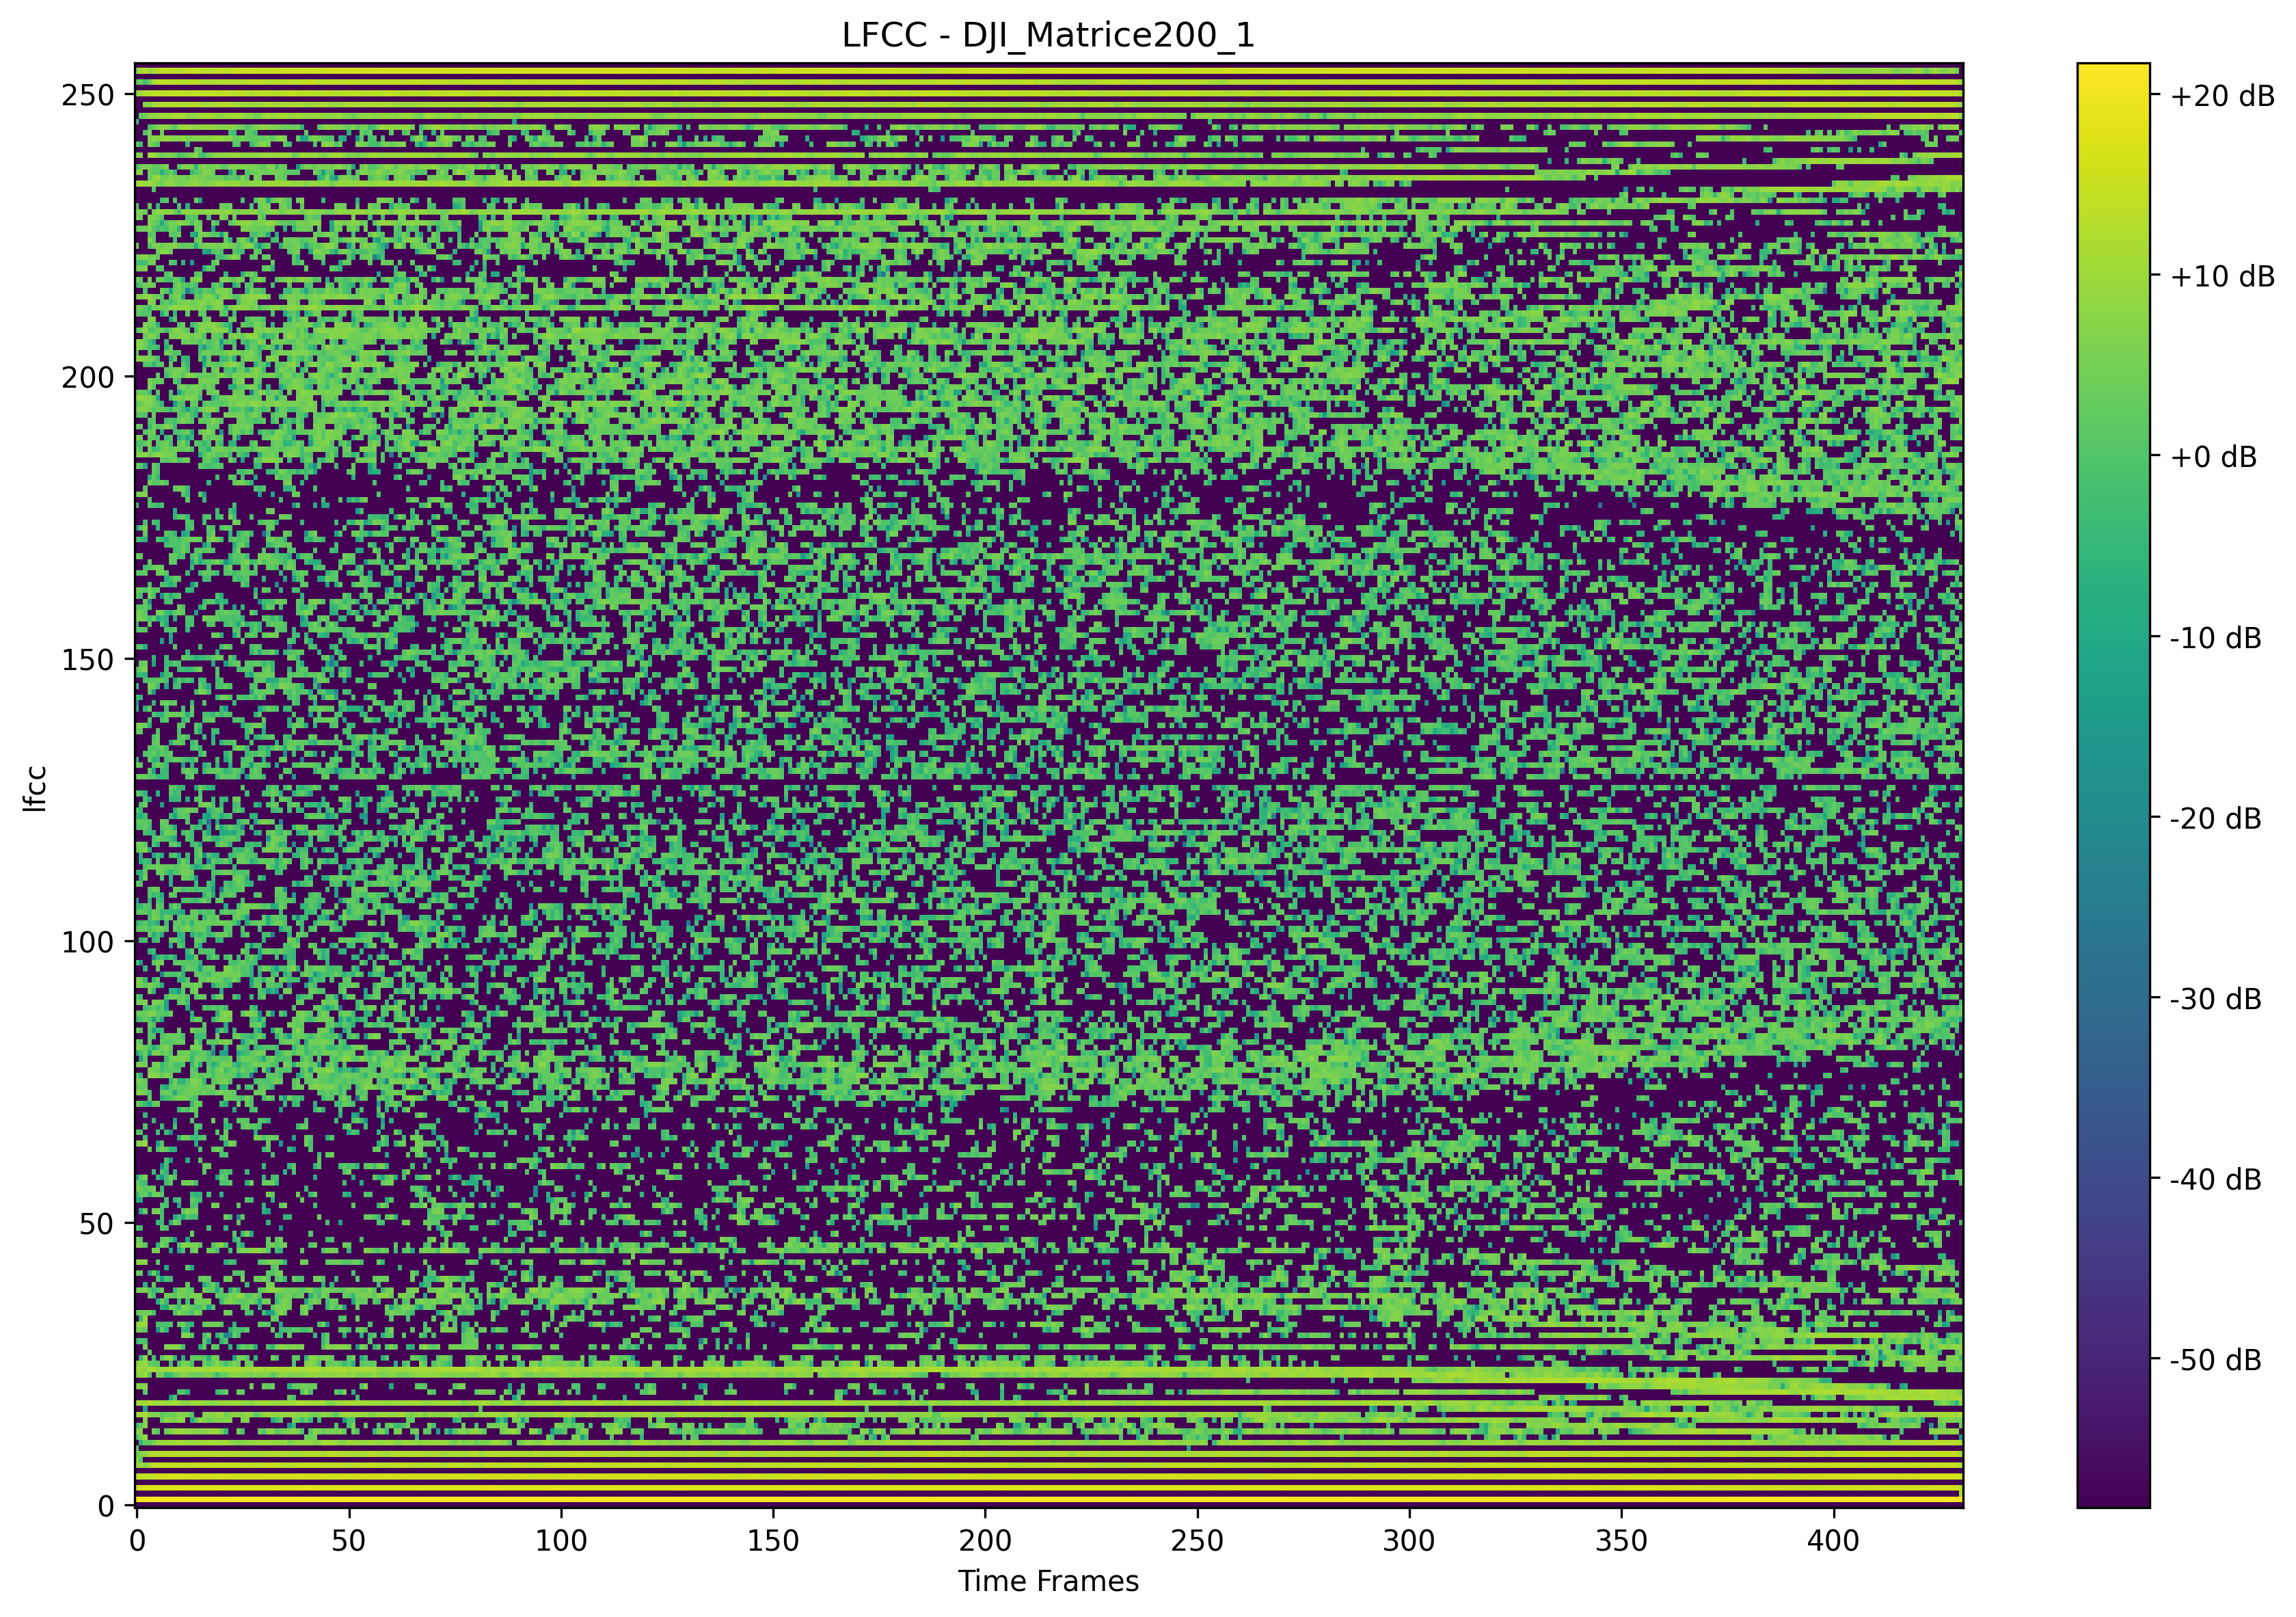 LFCC - DJI_Matrice200_1
250
200
150
100
50
0
lfcc
0 50 100 150 200 250 300 350 400
Time Frames
+20 dB
+10 dB
+0 dB
-10 dB
-20 dB
-30 dB
-40 dB
-50 dB